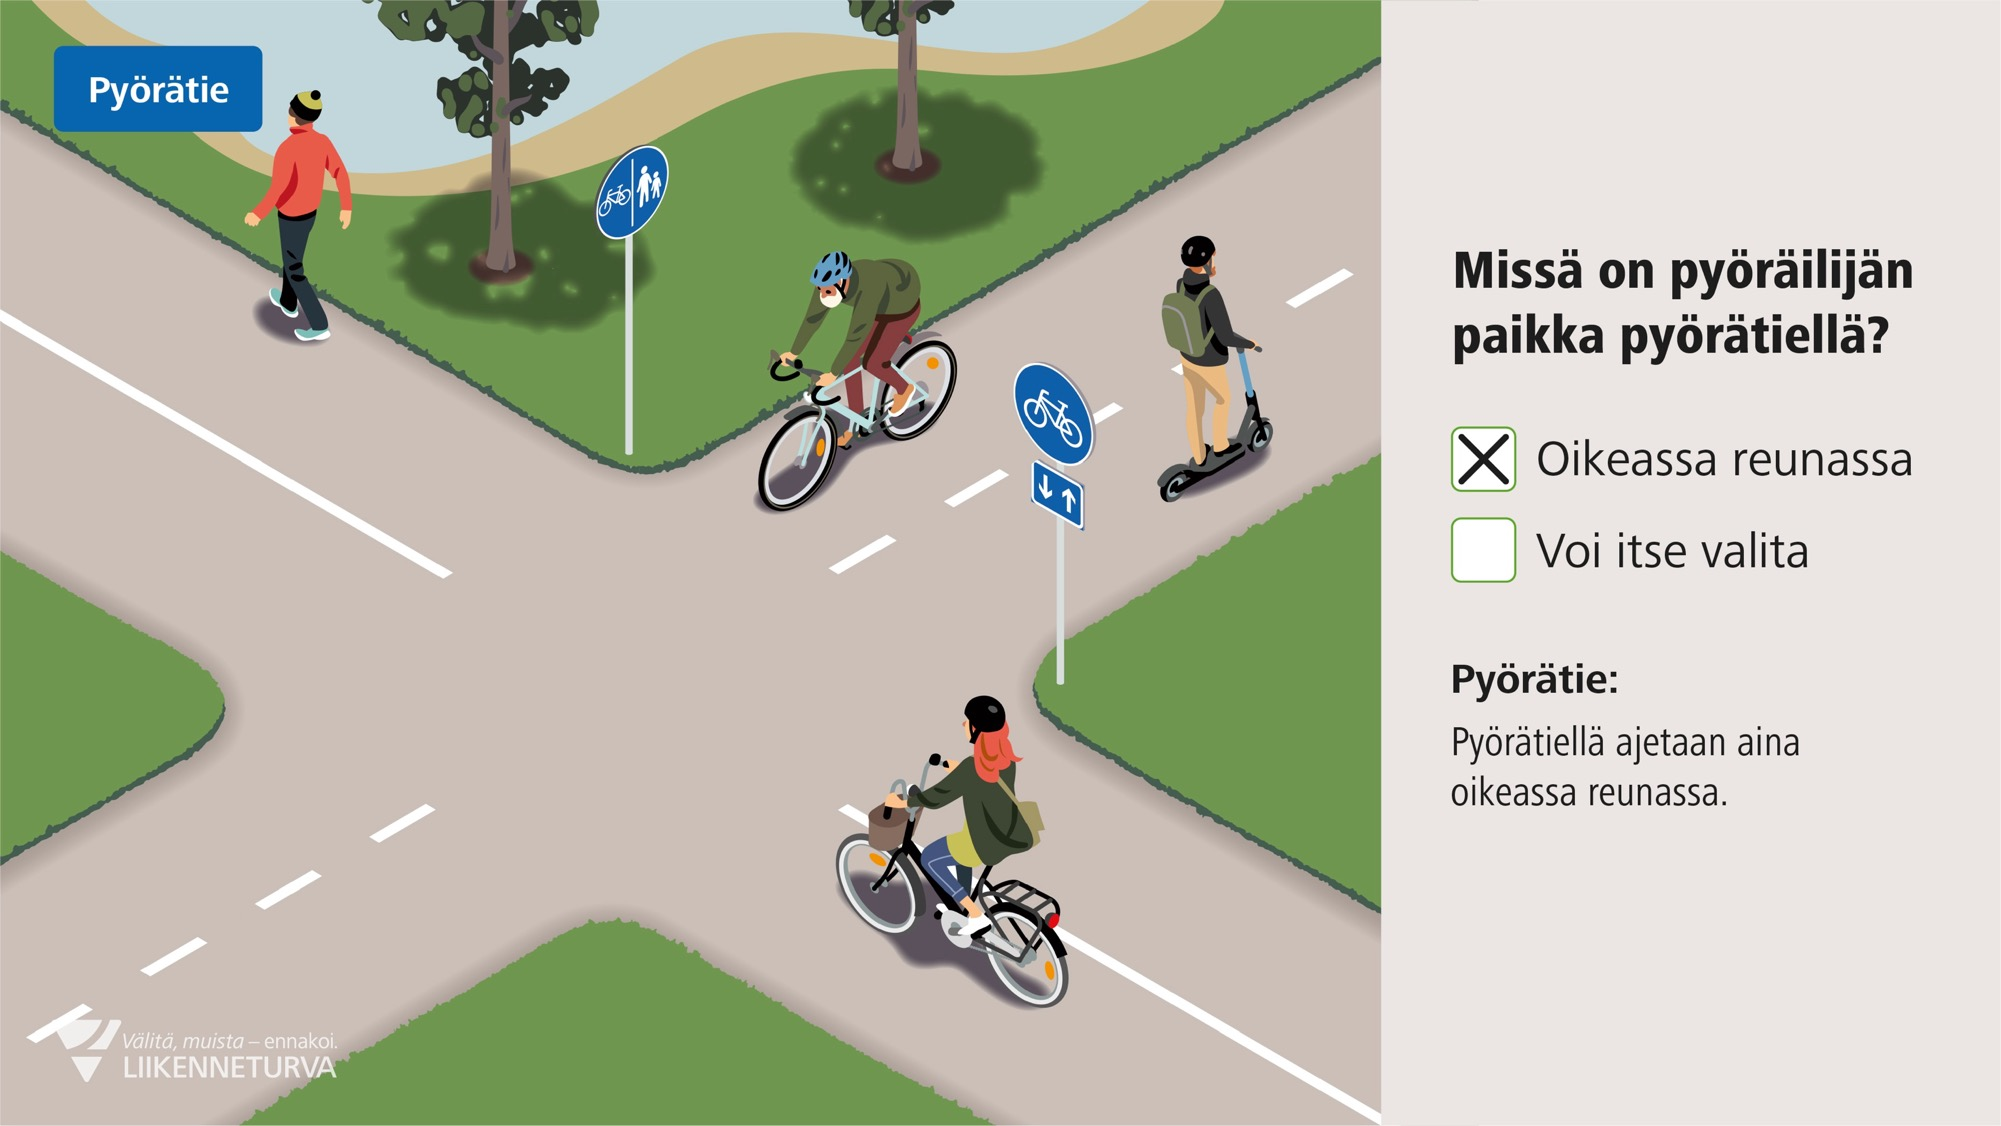 Pyörätie
Missä on pyöräilijän
paikka pyörätiellä?
Oikeassa reunassa
Voi itse valita
Pyörätie:
Pyörätiellä ajetaan aina
oikeassa reunassa.
Välitä, muista – ennakoi.
LIIKENNETURVA